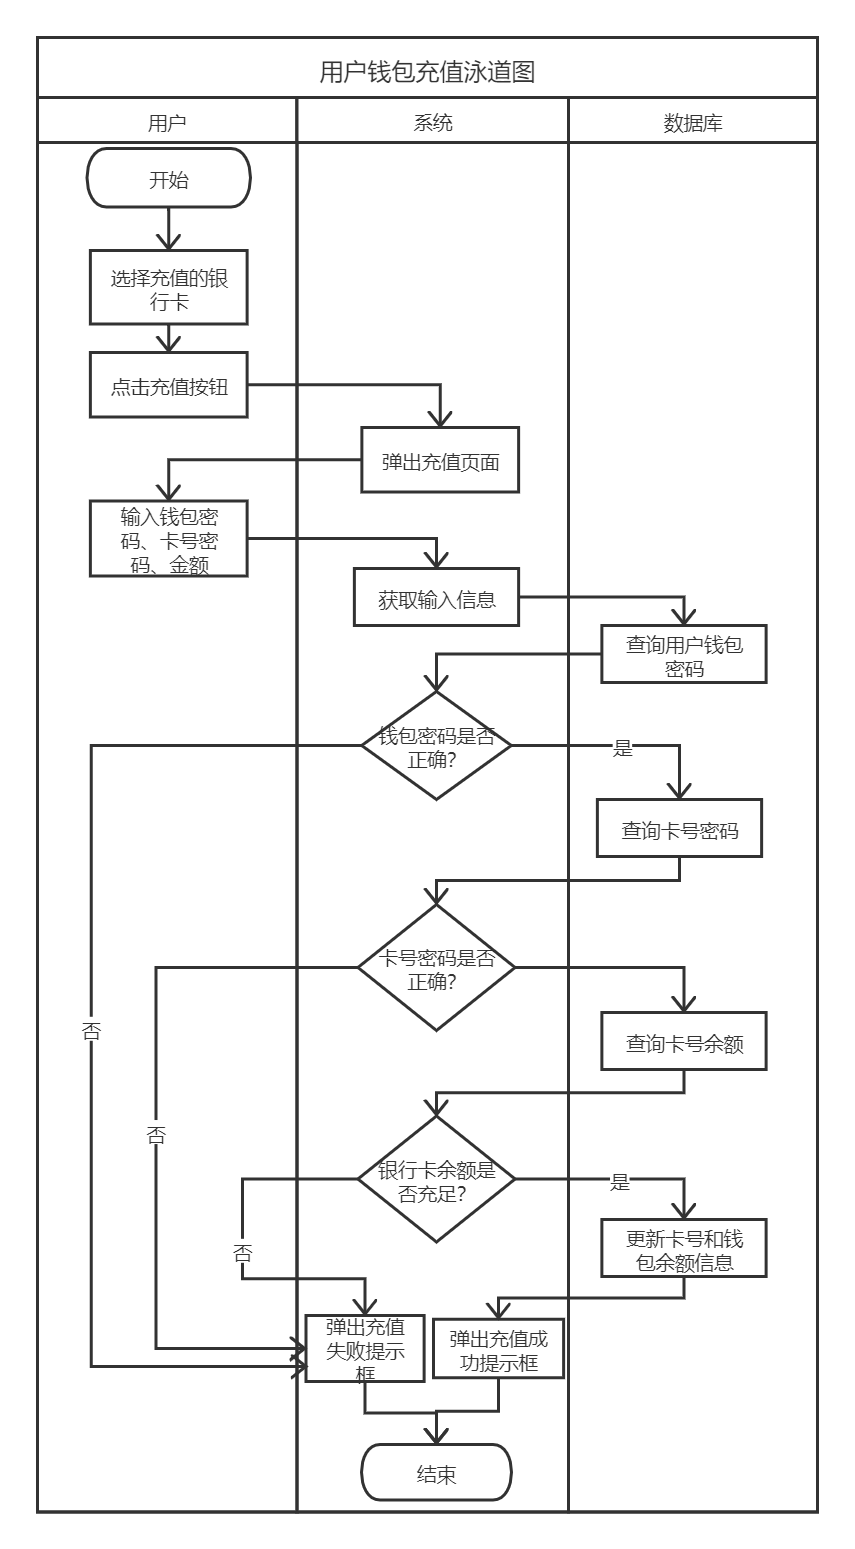 用户钱包充值泳道图
用户
系统
数据库
开始
选择充值的银
行卡
点击充值按钮
弹出充值页面
输入钱包密
码、卡号密
码、金额
获取输入信息
查询用户钱包
密码
钱包密码是否
正确?
是
查询卡号密码
卡号密码是否
正确?
否
查询卡号余额
否
银行卡余额是
否充足?
是
否
更新卡号和钱
包余额信息
弹出充值
失败提示
框
弹出充值成
功提示框
结束